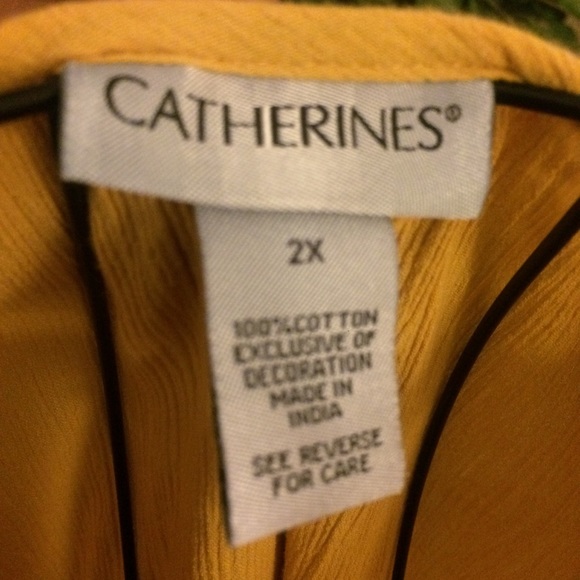 CATHERINES®
2X
100%COTTON
EXCLUSIVE OF
DECORATION
MADE IN
INDIA
SEE REVERSE
FOR CARE